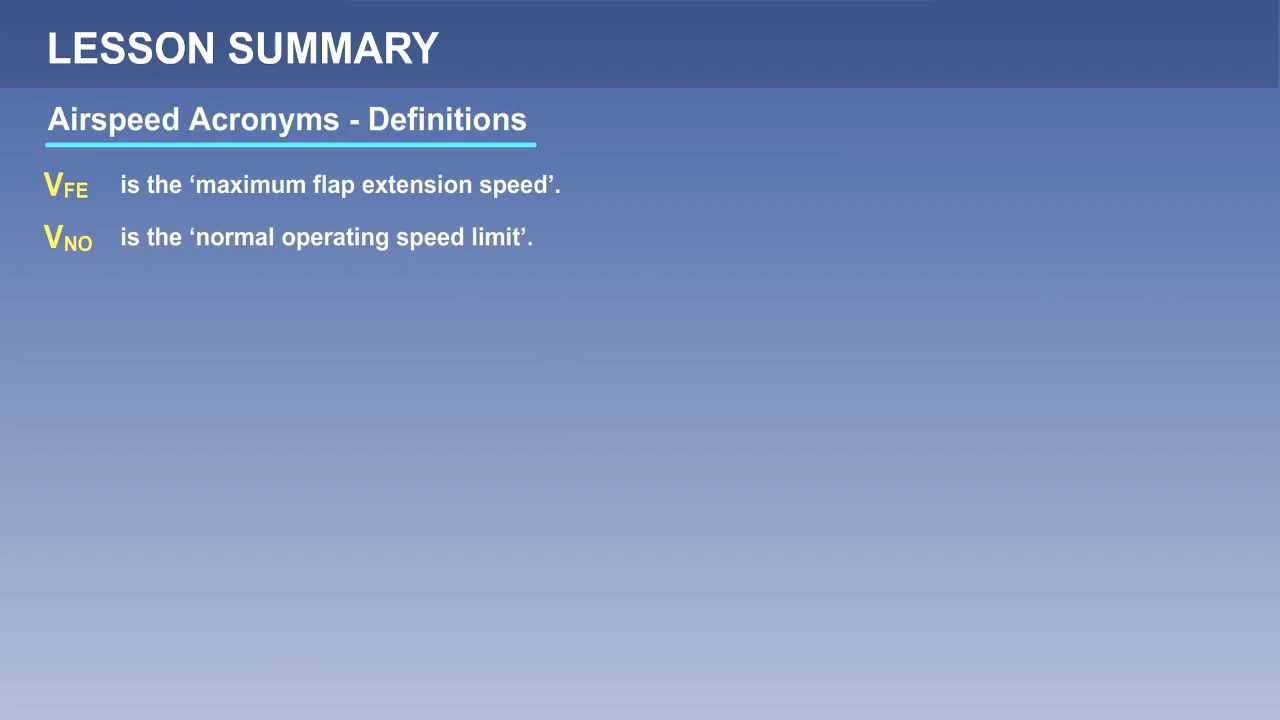 LESSON SUMMARY
Airspeed Acronyms - Definitions
VFE is the ‘maximum flap extension speed’.
VNO is the ‘normal operating speed limit’.